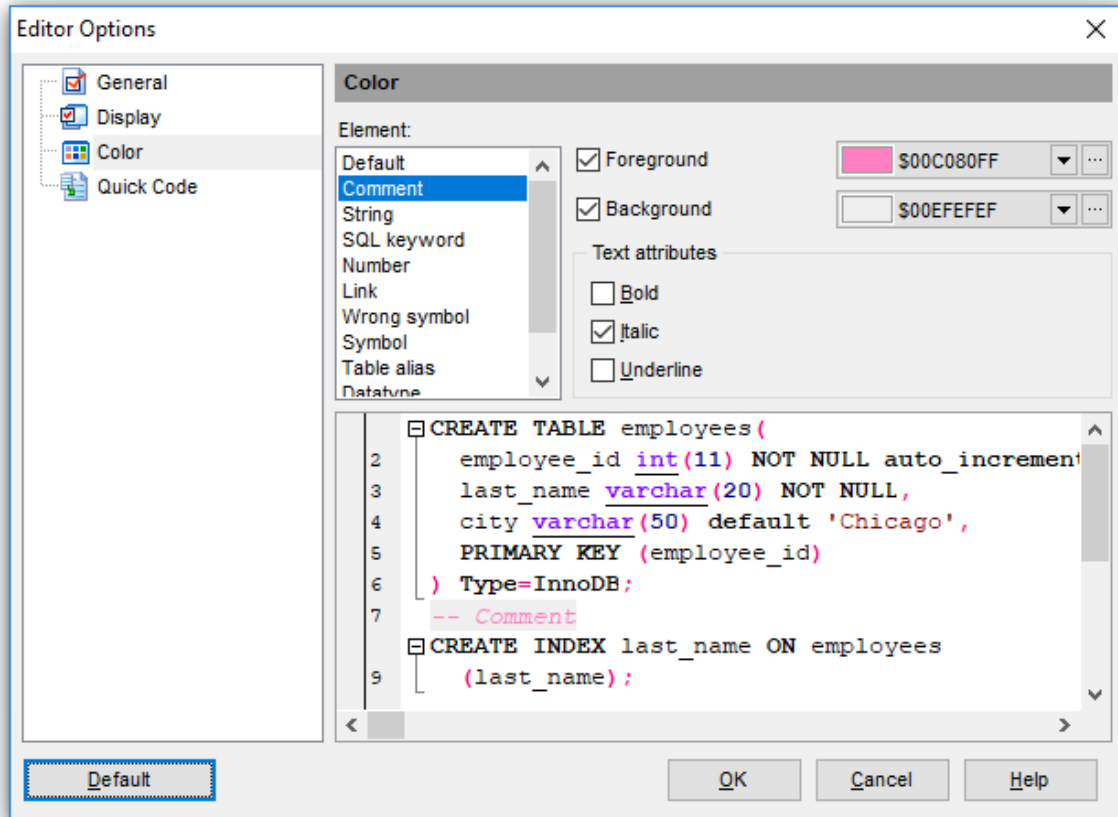 Editor Options
General
Display
Color
Quick Code
Color
Element:
Default
Comment
String
SQL keyword
Number
Link
Wrong symbol
Symbol
Table alias
Datatype
Foreground
$00C080FF
Background
$00EFEFEF
Text attributes
Bold
Italic
Underline
CREATE TABLE employees(
2 employee_id int(11) NOT NULL auto_increment
3 last_name varchar(20) NOT NULL,
4 city varchar(50) default 'Chicago',
5 PRIMARY KEY (employee_id)
6 ) Type=InnoDB;
7 -- Comment
CREATE INDEX last_name ON employees
9 (last_name);
Default
OK
Cancel
Help